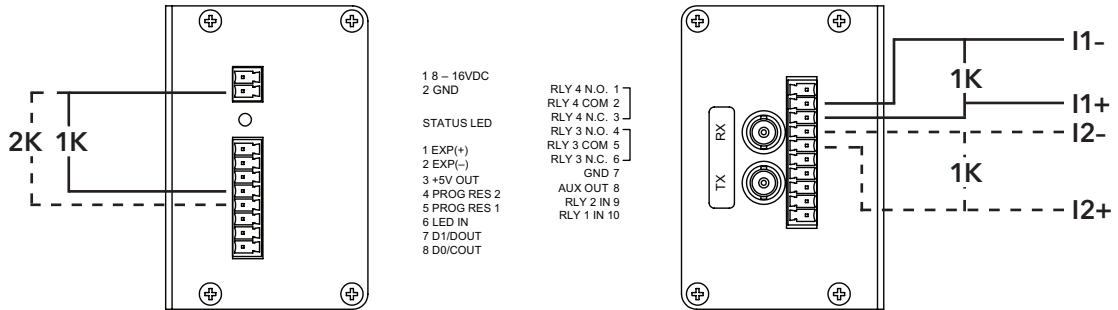 2K
1K
1 8 – 16VDC
2 GND
STATUS LED
1 EXP(+)
2 EXP(–)
3 +5V OUT
4 PROG RES 2
5 PROG RES 1
6 LED IN
7 D1/DOUT
8 D0/COUT
RLY 4 N.O. 1
RLY 4 COM 2
RLY 4 N.C. 3
RLY 3 N.O. 4
RLY 3 COM 5
RLY 3 N.C. 6
GND 7
AUX OUT 8
RLY 2 IN 9
RLY 1 IN 10
RX
TX
I1-
1K
I1+
I2-
1K
I2+